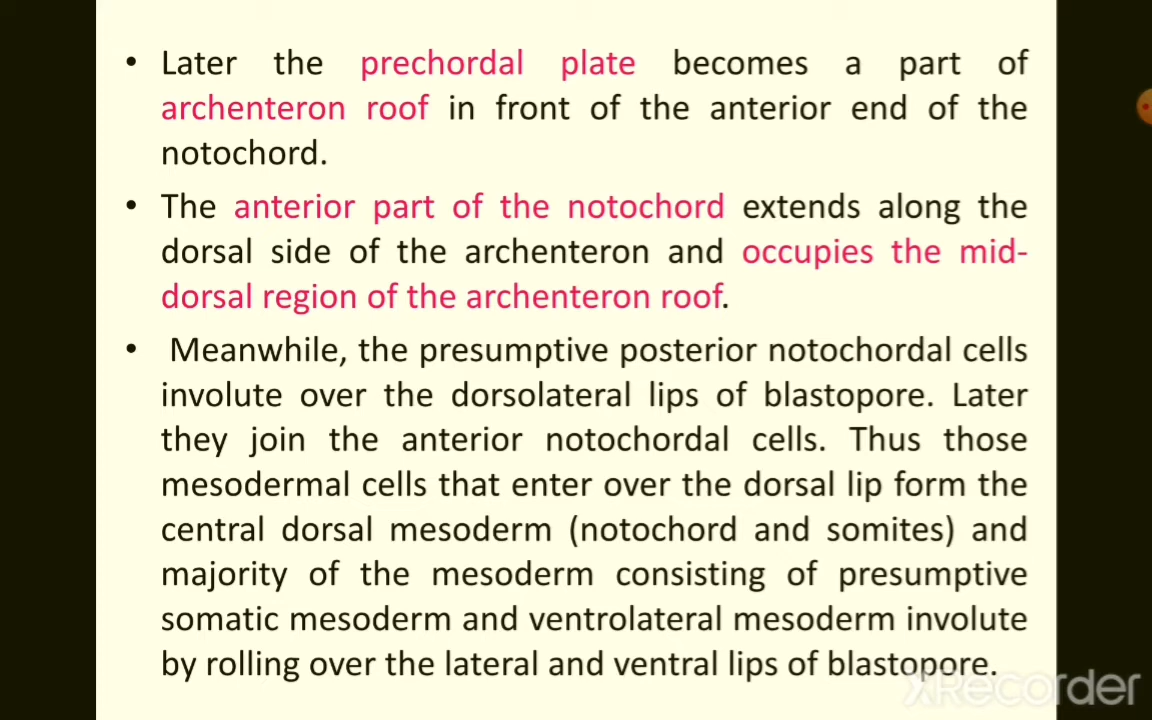 • Later the prechordal plate becomes a part of
archenteron roof in front of the anterior end of the
notochord.
• The anterior part of the notochord extends along the
dorsal side of the archenteron and occupies the mid-
dorsal region of the archenteron roof.
• Meanwhile, the presumptive posterior notochordal cells
involute over the dorsolateral lips of blastopore. Later
they join the anterior notochordal cells. Thus those
mesodermal cells that enter over the dorsal lip form the
central dorsal mesoderm (notochord and somites) and
majority of the mesoderm consisting of presumptive
somatic mesoderm and ventrolateral mesoderm involute
by rolling over the lateral and ventral lips of blastopore.
XRecorder